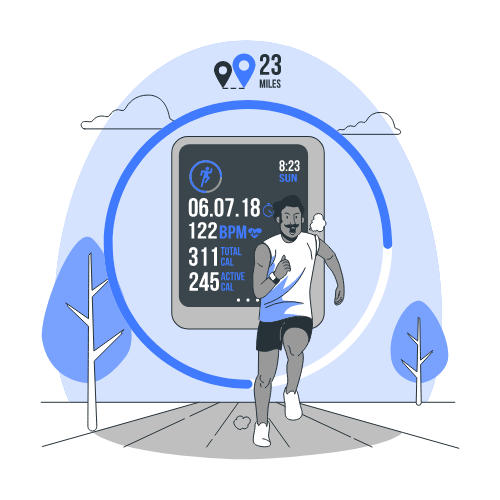 23
MILES
8:23
SUN
06.07.18
122 BPM
311 TOTAL
CAL
245 ACTIVE
CAL